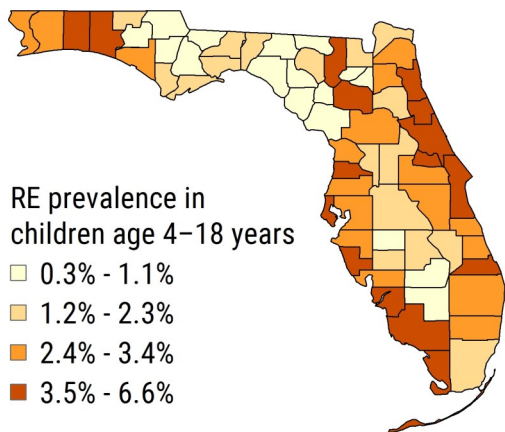 RE prevalence in
children age 4–18 years
0.3% - 1.1%
1.2% - 2.3%
2.4% - 3.4%
3.5% - 6.6%